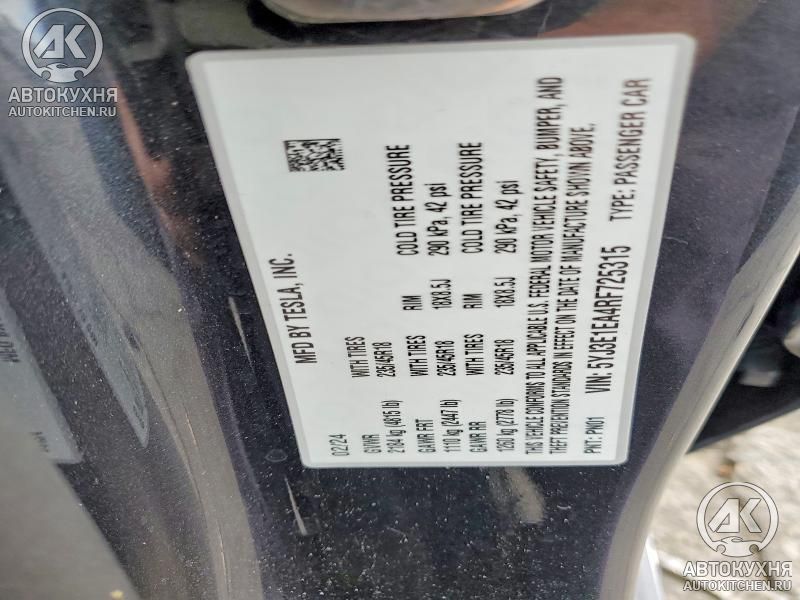 АК
АВТОКУХНЯ
AUTOKITCHEN.RU
MFD BY TESLA, INC.
02/24
GVWR WITH TIRES RIM COLD TIRE PRESSURE
2184 kg (4815 lb) 235/45R18 18X8.5J 290 kPa, 42 psi
GAWR FRT WITH TIRES RIM COLD TIRE PRESSURE
1110 kg (2447 lb) 235/45R18 18X8.5J 290 kPa, 42 psi
GAWR RR
1260 kg (2778 lb) 235/45R18
THIS VEHICLE CONFORMS TO ALL APPLICABLE U.S. FEDERAL MOTOR VEHICLE SAFETY, BUMPER, AND
THEFT PREVENTION STANDARDS IN EFFECT ON THE DATE OF MANUFACTURE SHOWN ABOVE.
VIN: 5YJ3E1EA4RF725315 TYPE: PASSENGER CAR
PNT: PN01
АК
АВТОКУХНЯ
AUTOKITCHEN.RU